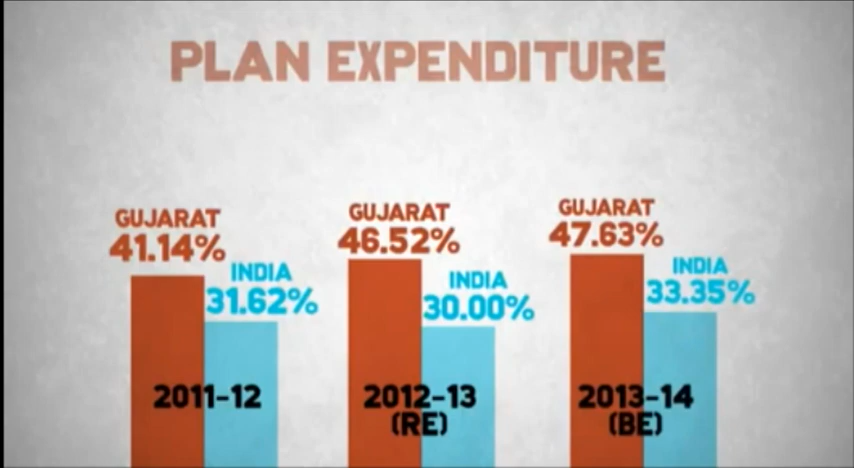 PLAN EXPENDITURE
GUJARAT
41.14%
INDIA
31.62%
2011-12
GUJARAT
46.52%
INDIA
30.00%
2012-13
(RE)
GUJARAT
47.63%
INDIA
33.35%
2013-14
(BE)